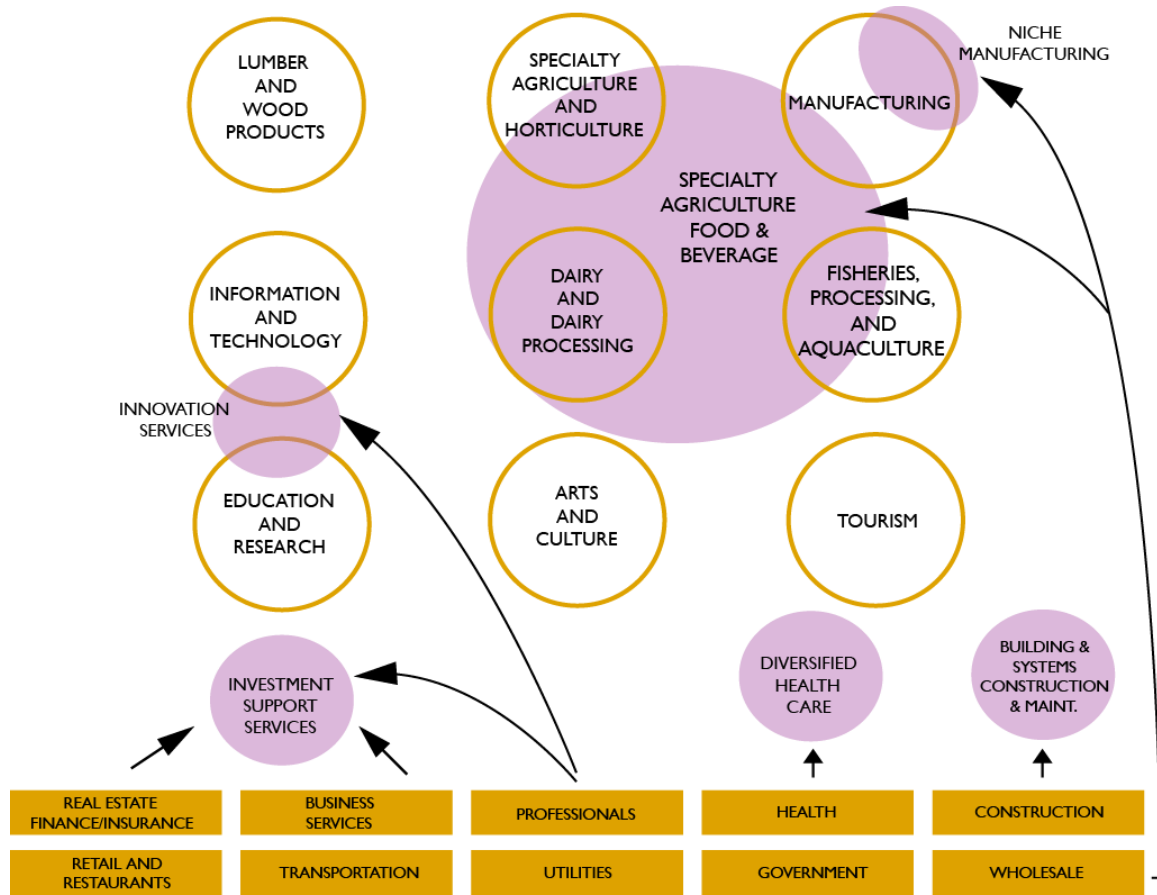 LUMBER
AND
WOOD
PRODUCTS
SPECIALTY
AGRICULTURE
AND
HORTICULTURE
MANUFACTURING
NICHE
MANUFACTURING
SPECIALTY
AGRICULTURE
FOOD &
BEVERAGE
INFORMATION
AND
TECHNOLOGY
DAIRY
AND
DAIRY
PROCESSING
FISHERIES,
PROCESSING,
AND
AQUACULTURE
INNOVATION
SERVICES
EDUCATION
AND
RESEARCH
ARTS
AND
CULTURE
TOURISM
INVESTMENT
SUPPORT
SERVICES
DIVERSIFIED
HEALTH
CARE
BUILDING &
SYSTEMS
CONSTRUCTION
& MAINT.
REAL ESTATE
FINANCE/INSURANCE
BUSINESS
SERVICES
PROFESSIONALS
HEALTH
CONSTRUCTION
RETAIL AND
RESTAURANTS
TRANSPORTATION
UTILITIES
GOVERNMENT
WHOLESALE